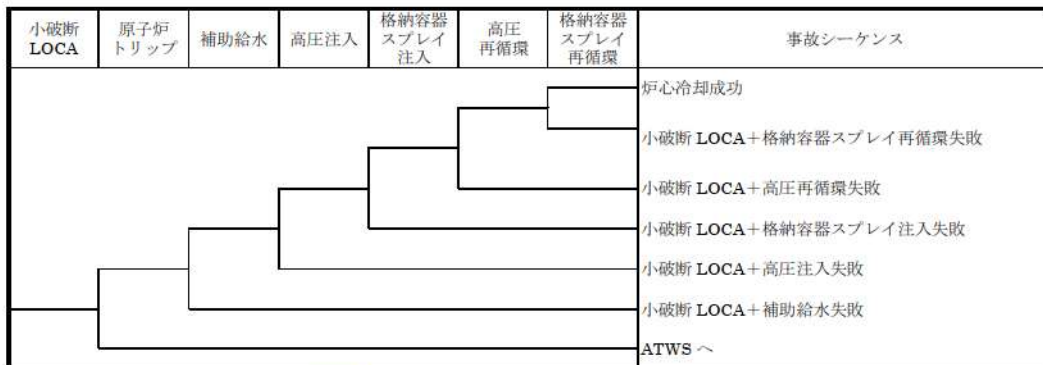 小破断
LOCA
原子炉
トリップ
補助給水
高圧注入
格納容器
スプレイ
注入
高圧
再循環
格納容器
スプレイ
再循環
事故シーケンス
炉心冷却成功
小破断 LOCA＋格納容器スプレイ再循環失敗
小破断 LOCA＋高圧再循環失敗
小破断 LOCA＋格納容器スプレイ注入失敗
小破断 LOCA＋高圧注入失敗
小破断 LOCA＋補助給水失敗
ATWS へ